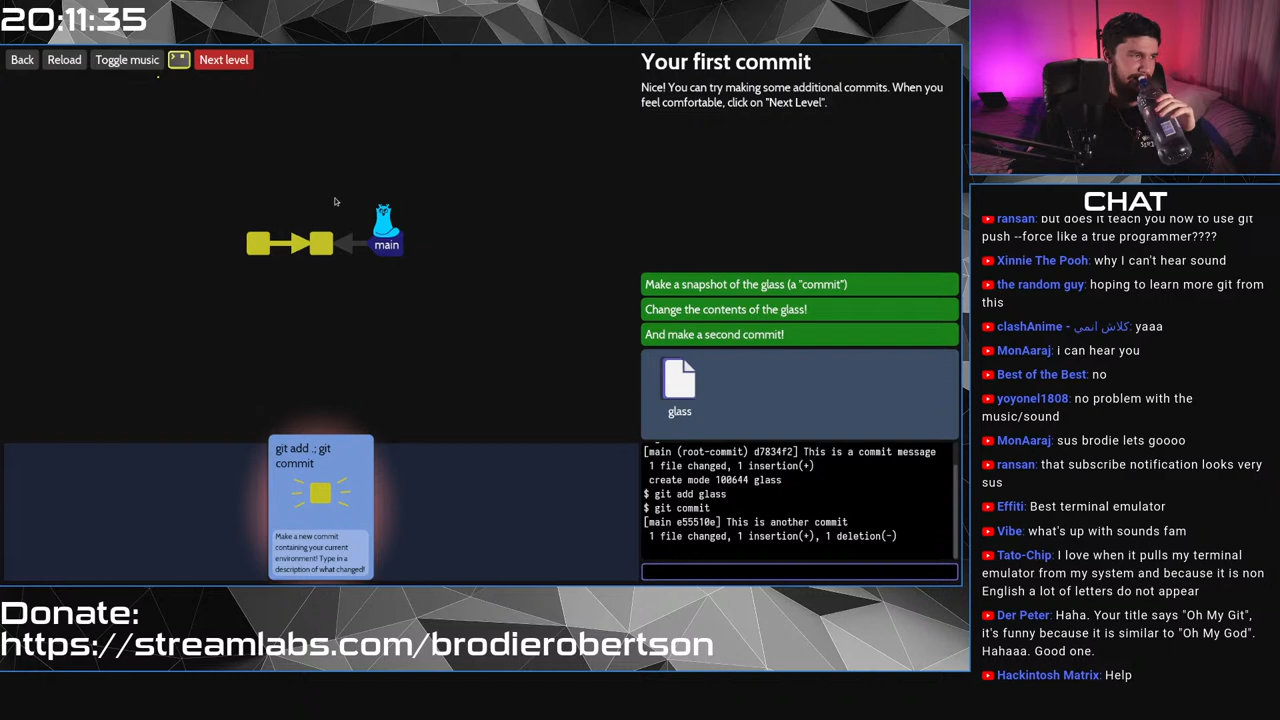 20:11:35
Back
Reload
Toggle music
Next level
Your first commit
Nice! You can try making some additional commits. When you
feel comfortable, click on "Next Level".
main
Make a snapshot of the glass (a "commit")
Change the contents of the glass!
And make a second commit!
glass
git add .; git
commit
Make a new commit
containing your current
environment! Type in a
description of what changed!
[main (root-commit) d7834f2] This is a commit message
1 file changed, 1 insertion(+)
create mode 100644 glass
$ git add glass
$ git commit
[main e55510e] This is another commit
1 file changed, 1 insertion(+), 1 deletion(-)
Donate:
https://streamlabs.com/brodierobertson
CHAT
ransan: but does it teach you how to use git
push --force like a true programmer????
Xinnie The Pooh: why I can't hear sound
the random guy: hoping to learn more git from
this
clashAnime - كلاش انمي: yaaa
MonAaraj: i can hear you
Best of the Best: no
yoyonel1808: no problem with the
music/sound
MonAaraj: sus brodie lets goooo
ransan: that subscribe notification looks very
sus
Effiti: Best terminal emulator
Vibe: what's up with sounds fam
Tato-Chip: I love when it pulls my terminal
emulator from my system and because it is non
English a lot of letters do not appear
Der Peter: Haha. Your title says "Oh My Git",
it's funny because it is similar to "Oh My God".
Hahaaa. Good one.
Hackintosh Matrix: Help